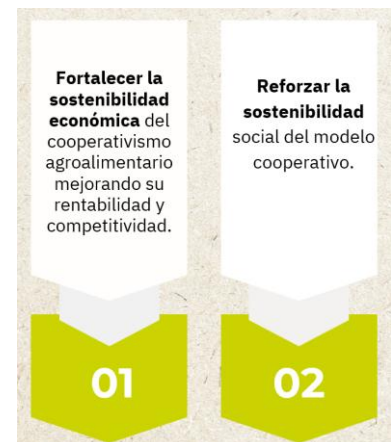 Fortalecer la
sostenibilidad
económica del
cooperativismo
agroalimentario
mejorando su
rentabilidad y
competitividad.
01
Reforzar la
sostenibilidad
social del modelo
cooperativo.
02